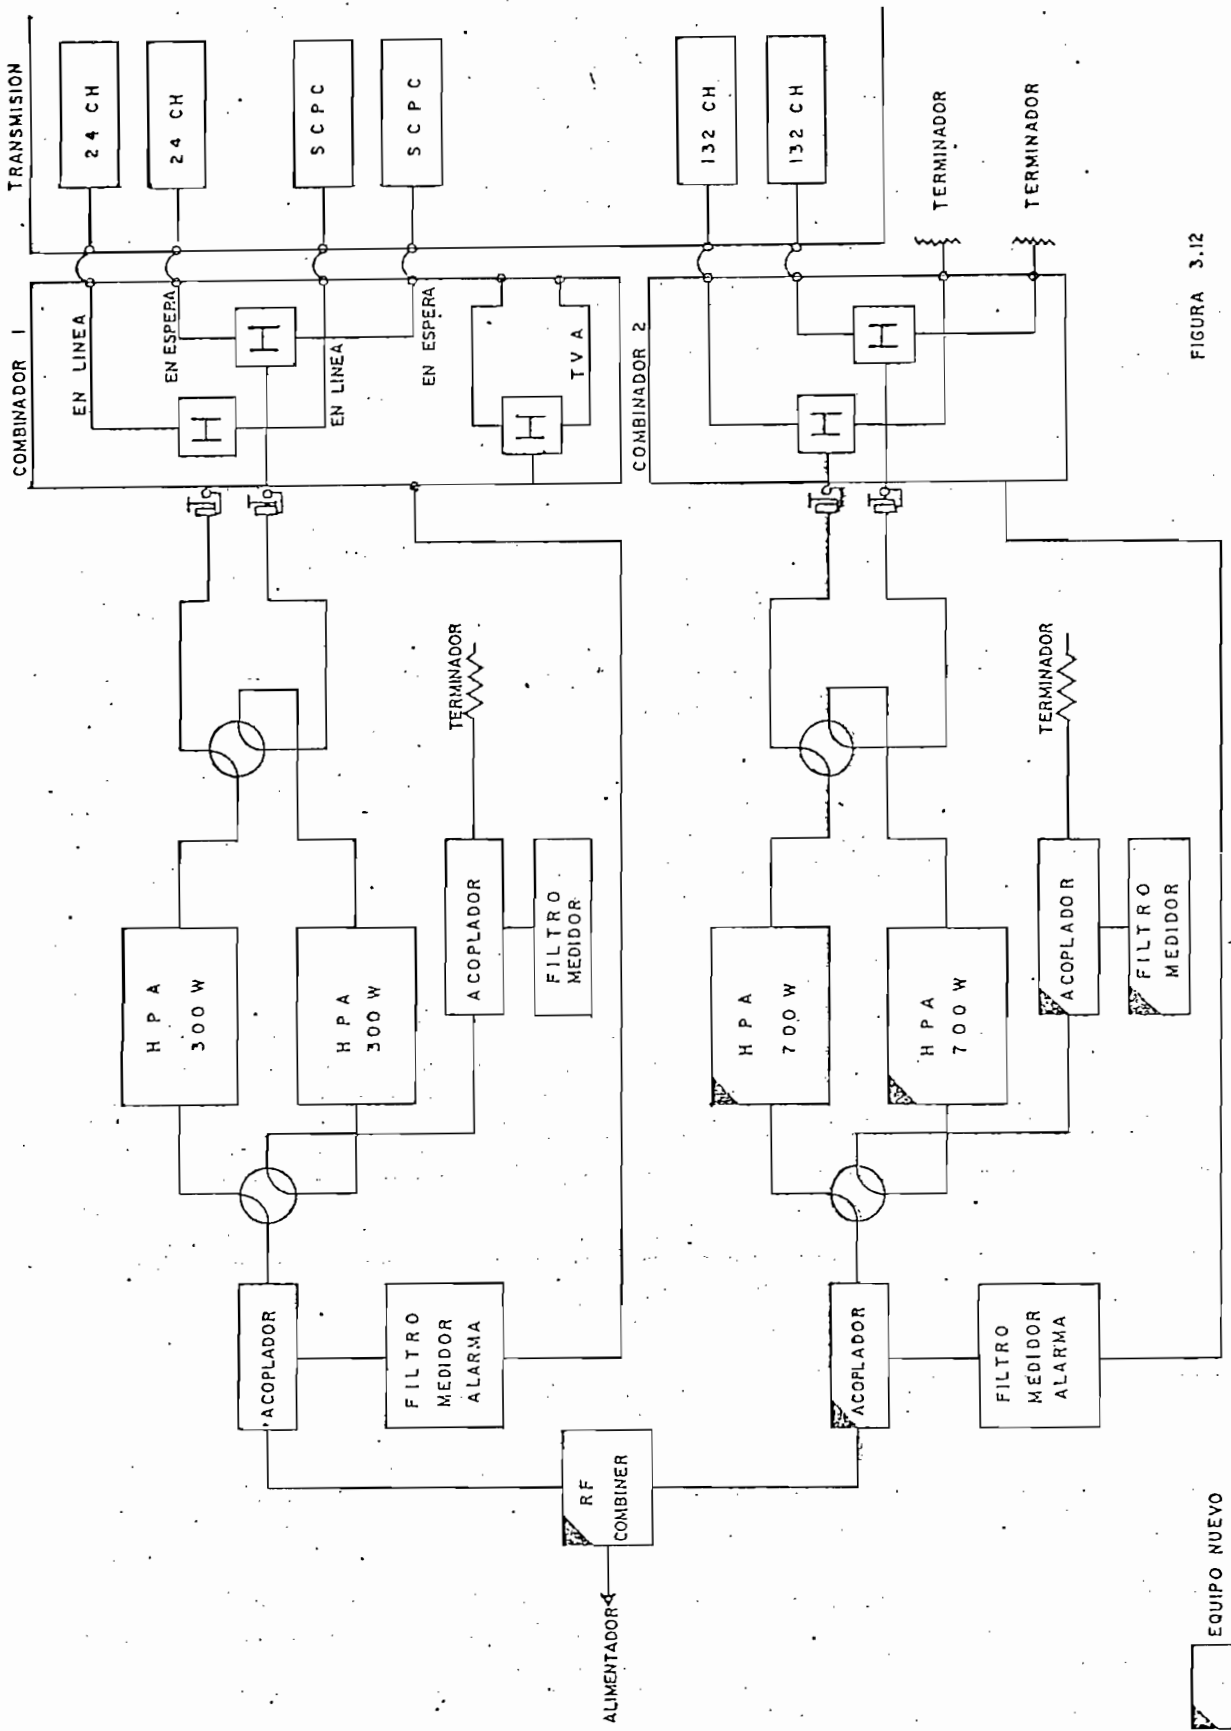 TRANSMISION
24 CH
24 CH
SCPC
SCPC
132 CH
132 CH
TERMINADOR
TERMINADOR
COMBINADOR 1
EN LINEA
EN ESPERA
EN LINEA
EN ESPERA
TVA
H
H
H
COMBINADOR 2
H
H
HPA
300 W
HPA
300 W
TERMINADOR
ACOPLADOR
FILTRO
MEDIDOR
ACOPLADOR
FILTRO
MEDIDOR
ALARMA
HPA
700 W
HPA
700 W
TERMINADOR
ACOPLADOR
FILTRO
MEDIDOR
ACOPLADOR
FILTRO
MEDIDOR
ALARMA
RF
COMBINER
ALIMENTADOR
EQUIPO NUEVO
FIGURA 3.12